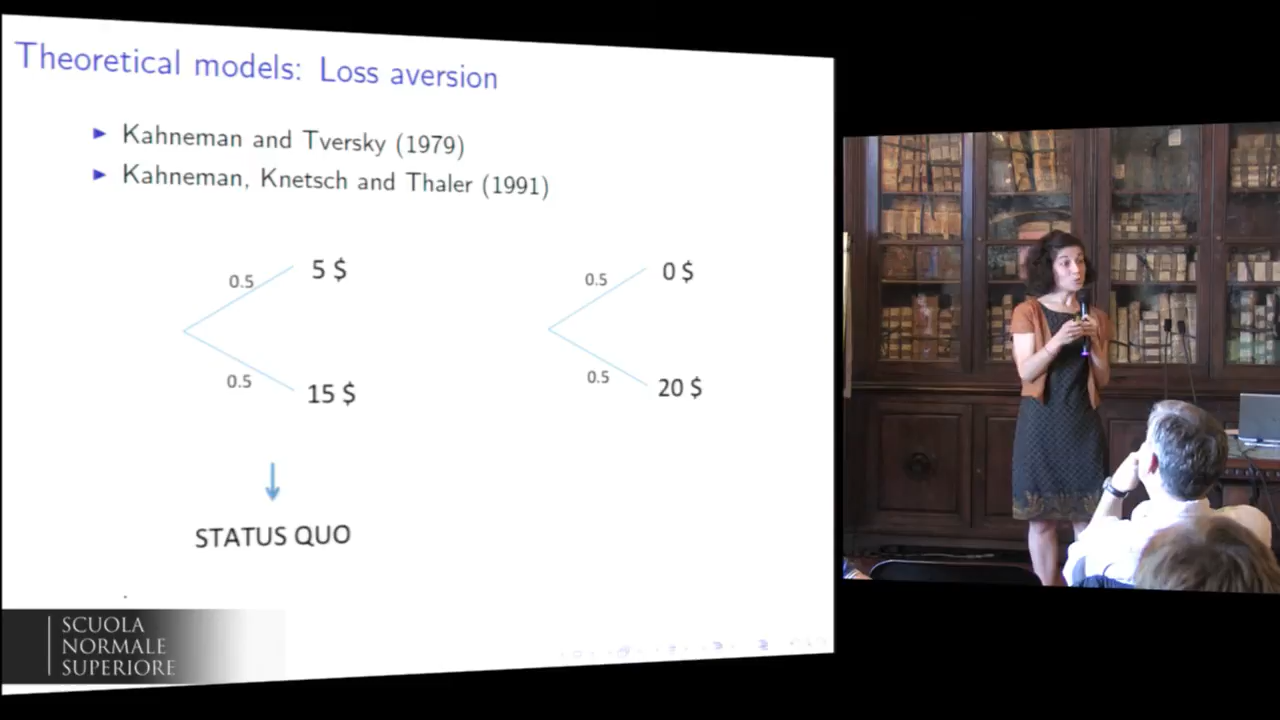 Theoretical models: Loss aversion
Kahneman and Tversky (1979)
Kahneman, Knetsch and Thaler (1991)
0.5
5 $
0.5
15 $
0.5
0 $
0.5
20 $
STATUS QUO
SCUOLA
NORMALE
SUPERIORE